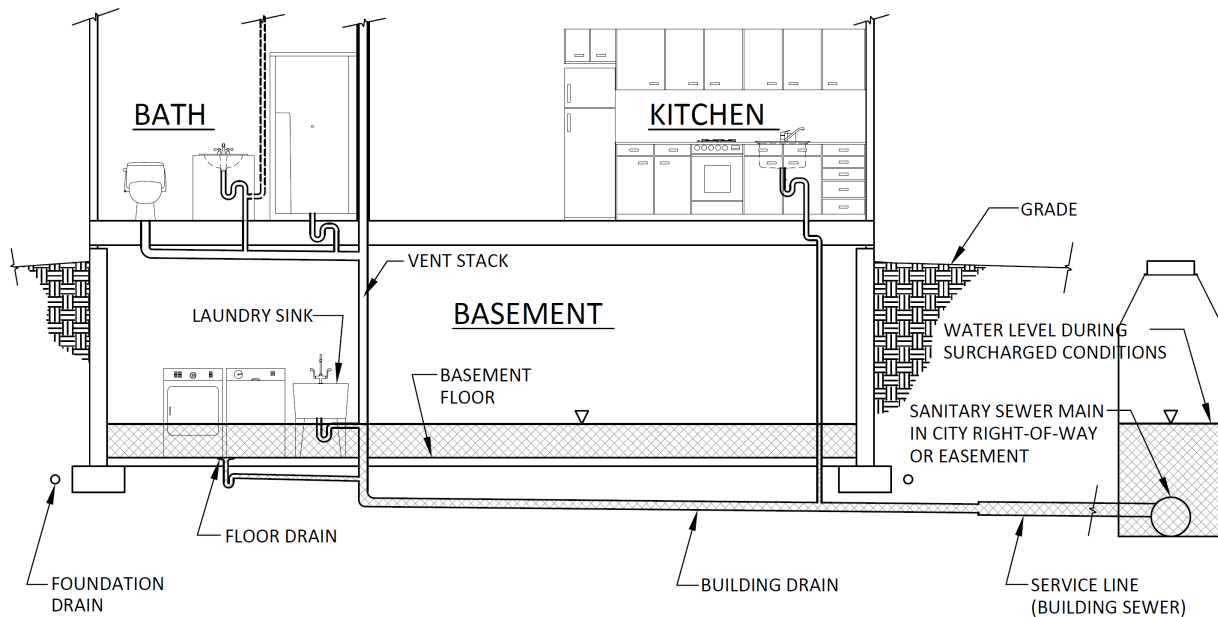 BATH
KITCHEN
GRADE
VENT STACK
BASEMENT
LAUNDRY SINK
WATER LEVEL DURING
SURCHARGED CONDITIONS
BASEMENT
FLOOR
SANITARY SEWER MAIN
IN CITY RIGHT-OF-WAY
OR EASEMENT
FLOOR DRAIN
FOUNDATION
DRAIN
BUILDING DRAIN
SERVICE LINE
(BUILDING SEWER)